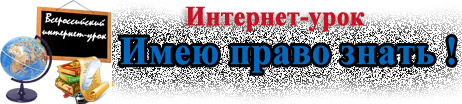 Всероссийский
интернет-урок
Интернет-урок
Имею право знать !